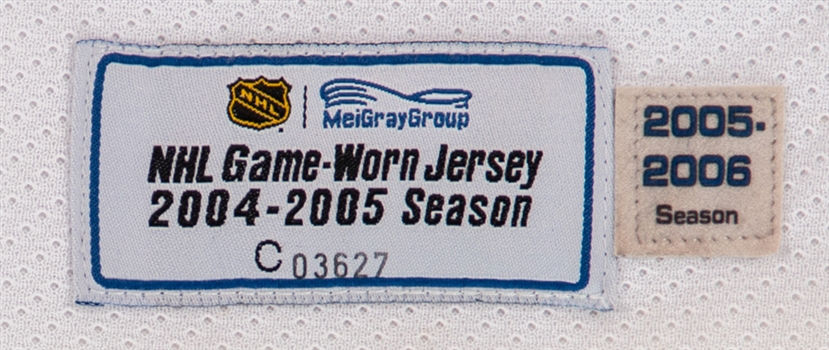 NHL
MeiGrayGroup
NHL Game-Worn Jersey
2004-2005 Season
C 03627
2005-
2006
Season